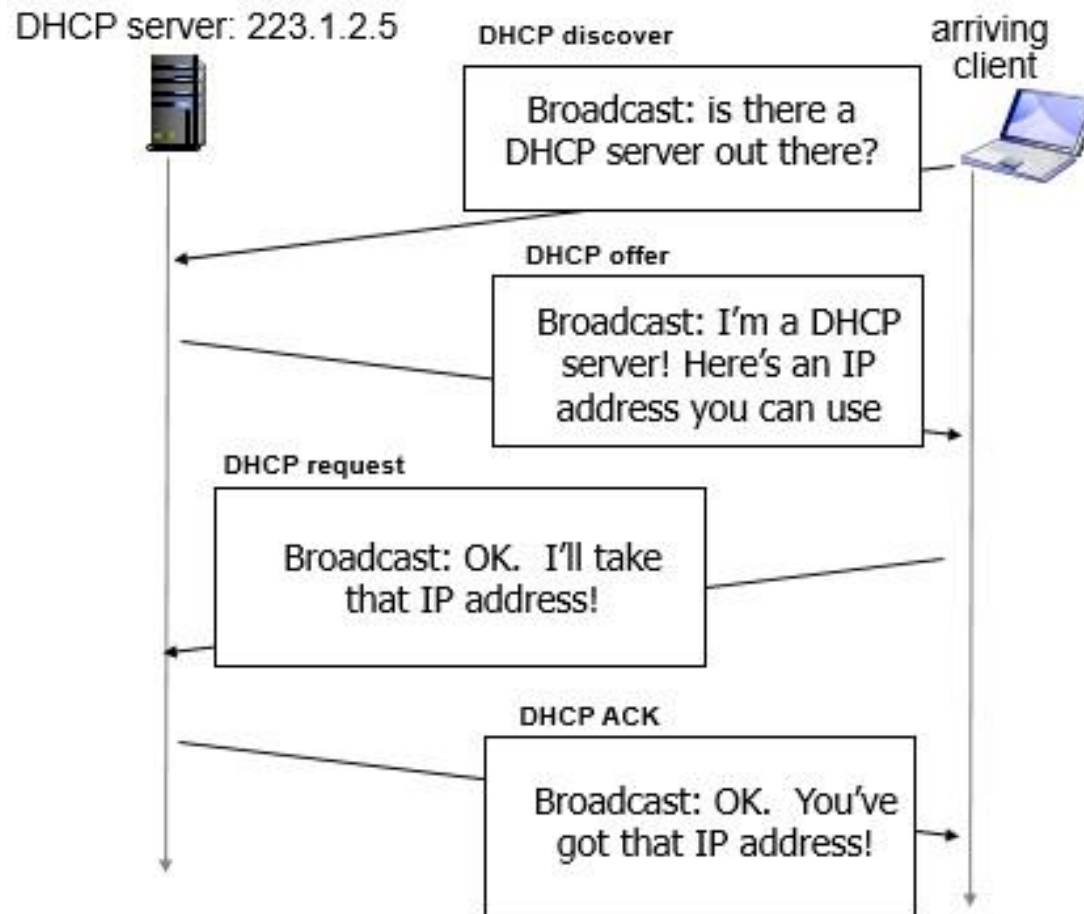 DHCP server: 223.1.2.5
DHCP discover
arriving
client
Broadcast: is there a
DHCP server out there?
DHCP offer
Broadcast: I'm a DHCP
server! Here's an IP
address you can use
DHCP request
Broadcast: OK.  I'll take
that IP address!
DHCP ACK
Broadcast: OK.  You've
got that IP address!